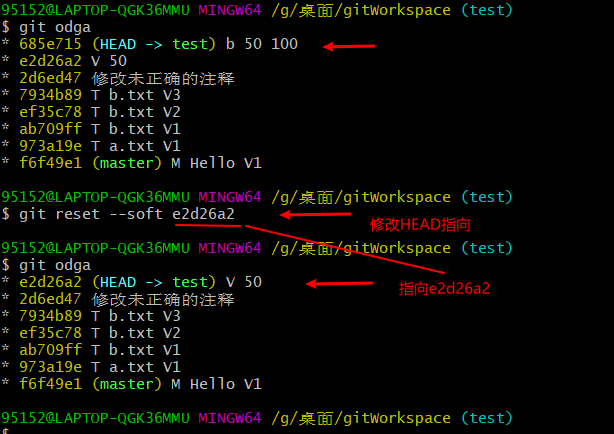 95152@LAPTOP-QGK36MMU MINGW64 /g/桌面/gitWorkspace (test)
$ git odga
* 685e715 (HEAD -> test) b 50 100
* e2d26a2 V 50
* 2d6ed47 修改未正确的注释
* 7934b89 T b.txt V3
* ef35c78 T b.txt V2
* ab709ff T b.txt V1
* 973a19e T a.txt V1
* f6f49e1 (master) M Hello V1
95152@LAPTOP-QGK36MMU MINGW64 /g/桌面/gitWorkspace (test)
$ git reset --soft e2d26a2
修改HEAD指向
95152@LAPTOP-QGK36MMU MINGW64 /g/桌面/gitWorkspace (test)
$ git odga
* e2d26a2 (HEAD -> test) V 50
指向e2d26a2
* 2d6ed47 修改未正确的注释
* 7934b89 T b.txt V3
* ef35c78 T b.txt V2
* ab709ff T b.txt V1
* 973a19e T a.txt V1
* f6f49e1 (master) M Hello V1
95152@LAPTOP-QGK36MMU MINGW64 /g/桌面/gitWorkspace (test)
$